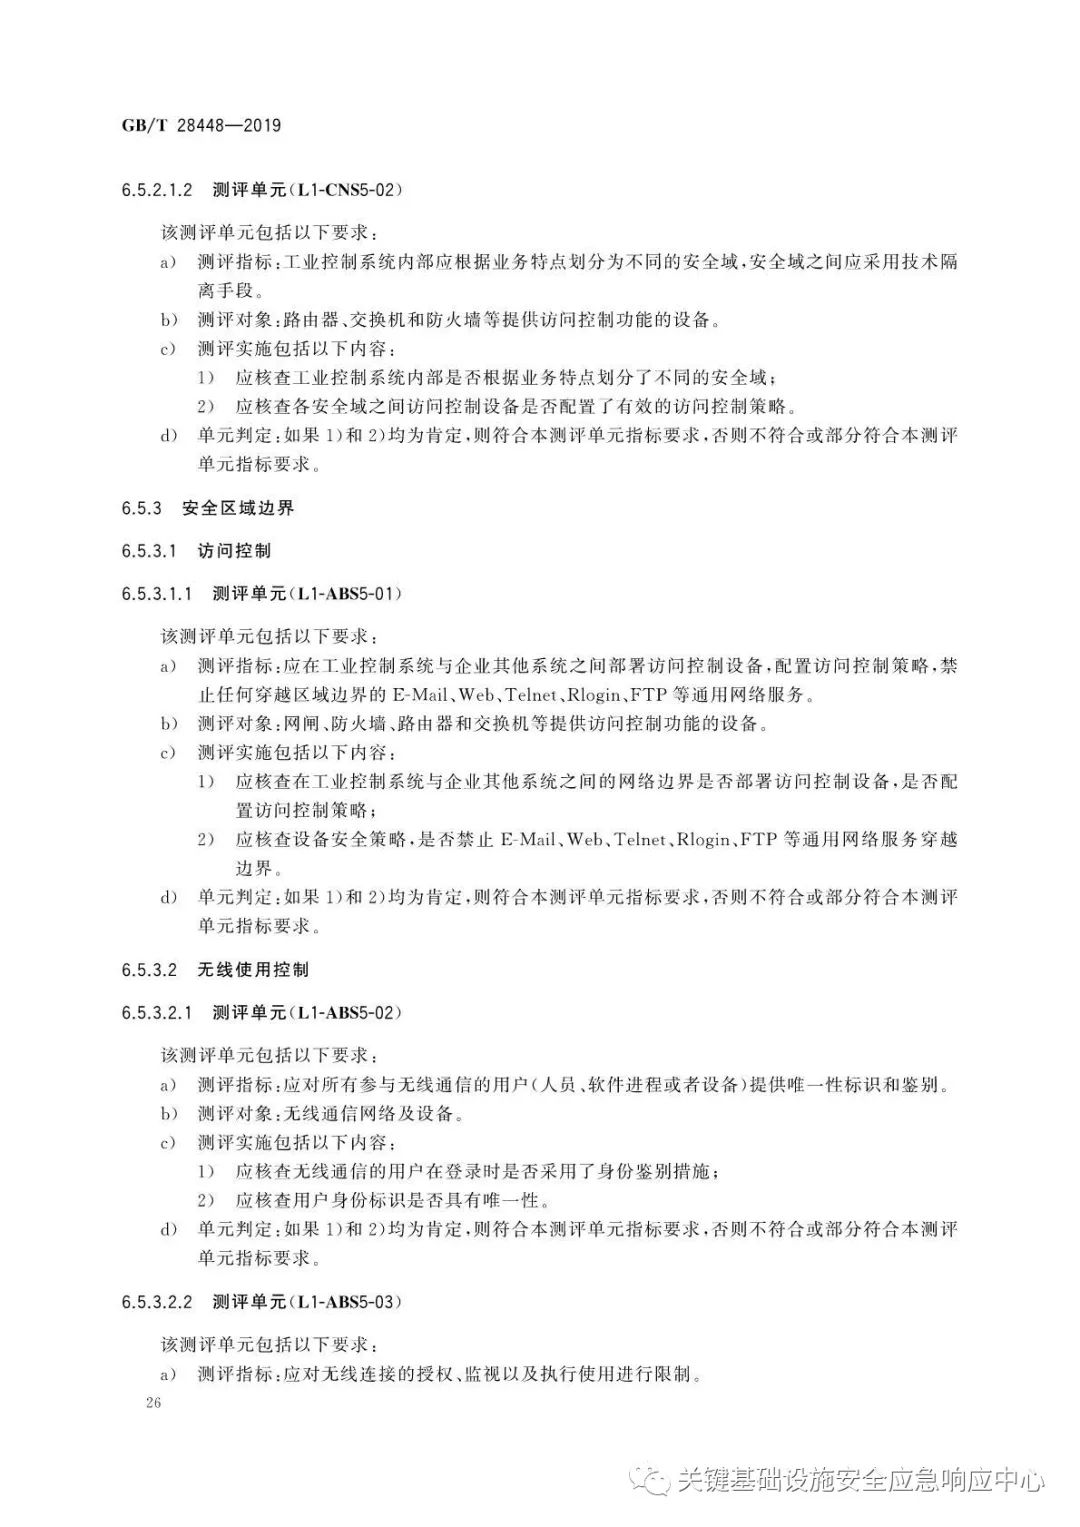 GB/T 28448—2019
6.5.2.1.2 测评单元(L1-CNS5-02)
该测评单元包括以下要求:
a) 测评指标:工业控制系统内部应根据业务特点划分为不同的安全域,安全域之间应采用技术隔
离手段。
b) 测评对象:路由器、交换机和防火墙等提供访问控制功能的设备。
c) 测评实施包括以下内容:
1) 应核查工业控制系统内部是否根据业务特点划分了不同的安全域;
2) 应核查各安全域之间访问控制设备是否配置了有效的访问控制策略。
d) 单元判定:如果1)和2)均为肯定,则符合本测评单元指标要求,否则不符合或部分符合本测评
单元指标要求。
6.5.3 安全区域边界
6.5.3.1 访问控制
6.5.3.1.1 测评单元(L1-ABS5-01)
该测评单元包括以下要求:
a) 测评指标:应在工业控制系统与企业其他系统之间部署访问控制设备,配置访问控制策略,禁
止任何穿越区域边界的 E-Mail、Web、Telnet、Rlogin、FTP 等通用网络服务。
b) 测评对象:网闸、防火墙、路由器和交换机等提供访问控制功能的设备。
c) 测评实施包括以下内容:
1) 应核查在工业控制系统与企业其他系统之间的网络边界是否部署访问控制设备,是否配
置访问控制策略;
2) 应核查设备安全策略,是否禁止 E-Mail、Web、Telnet、Rlogin、FTP 等通用网络服务穿越
边界。
d) 单元判定:如果1)和2)均为肯定,则符合本测评单元指标要求,否则不符合或部分符合本测评
单元指标要求。
6.5.3.2 无线使用控制
6.5.3.2.1 测评单元(L1-ABS5-02)
该测评单元包括以下要求:
a) 测评指标:应对所有参与无线通信的用户(人员、软件进程或者设备)提供唯一性标识和鉴别。
b) 测评对象:无线通信网络及设备。
c) 测评实施包括以下内容:
1) 应核查无线通信的用户在登录时是否采用了身份鉴别措施;
2) 应核查用户身份标识是否具有唯一性。
d) 单元判定:如果1)和2)均为肯定,则符合本测评单元指标要求,否则不符合或部分符合本测评
单元指标要求。
6.5.3.2.2 测评单元(L1-ABS5-03)
该测评单元包括以下要求:
a) 测评指标:应对无线连接的授权、监视以及执行使用进行限制。
26
关键基础设施安全应急响应中心